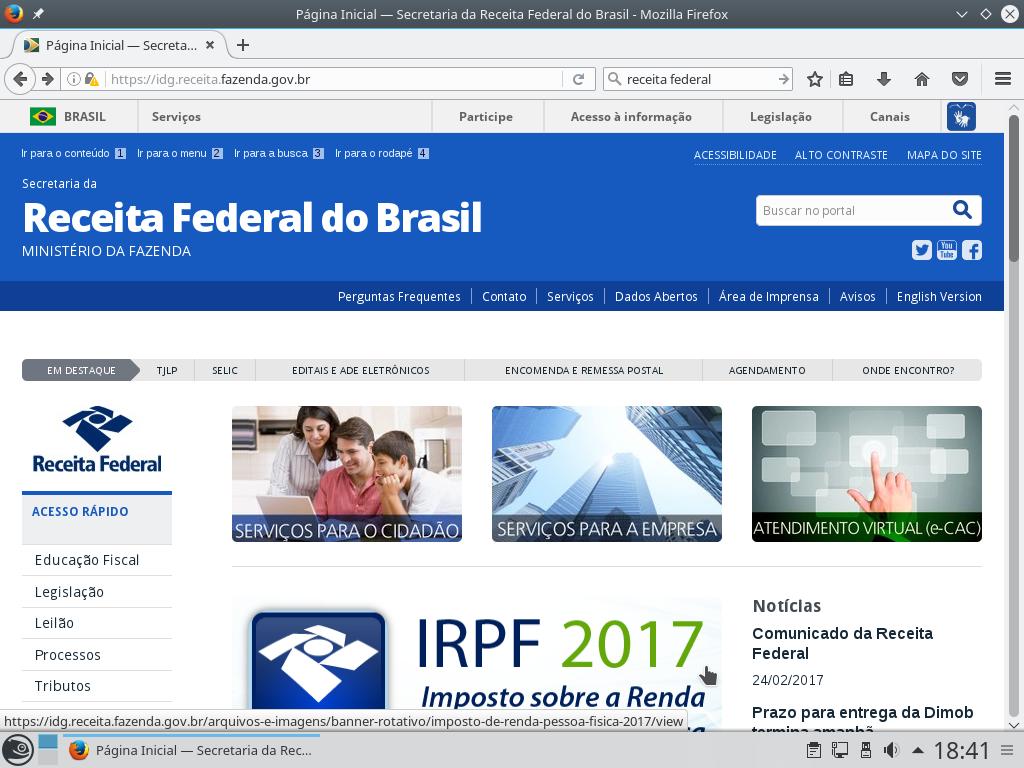 Página Inicial — Secretaria da Receita Federal do Brasil - Mozilla Firefox
Página Inicial — Secreta...
https://idg.receita.fazenda.gov.br
receita federal
BRASIL
Serviços
Participe
Acesso à informação
Legislação
Canais
Ir para o conteúdo 1
Ir para o menu 2
Ir para a busca 3
Ir para o rodapé 4
ACESSIBILIDADE
ALTO CONTRASTE
MAPA DO SITE
Secretaria da
Receita Federal do Brasil
MINISTÉRIO DA FAZENDA
Buscar no portal
You Tube
Perguntas Frequentes
Contato
Serviços
Dados Abertos
Área de Imprensa
Avisos
English Version
EM DESTAQUE
TJLP
SELIC
EDITAIS E ADE ELETRÔNICOS
ENCOMENDA E REMESSA POSTAL
AGENDAMENTO
ONDE ENCONTRO?
Receita Federal
ACESSO RÁPIDO
Educação Fiscal
Legislação
Leilão
Processos
Tributos
SERVIÇOS PARA O CIDADÃO
SERVIÇOS PARA A EMPRESA
ATENDIMENTO VIRTUAL (e-CAC)
IRPF 2017
Imposto sobre a Renda
Notícias
Comunicado da Receita
Federal
24/02/2017
Prazo para entrega da Dimob
termina amanhã
https://idg.receita.fazenda.gov.br/arquivos-e-imagens/banner-rotativo/imposto-de-renda-pessoa-fisica-2017/view
Página Inicial — Secretaria da Rec...
18:41